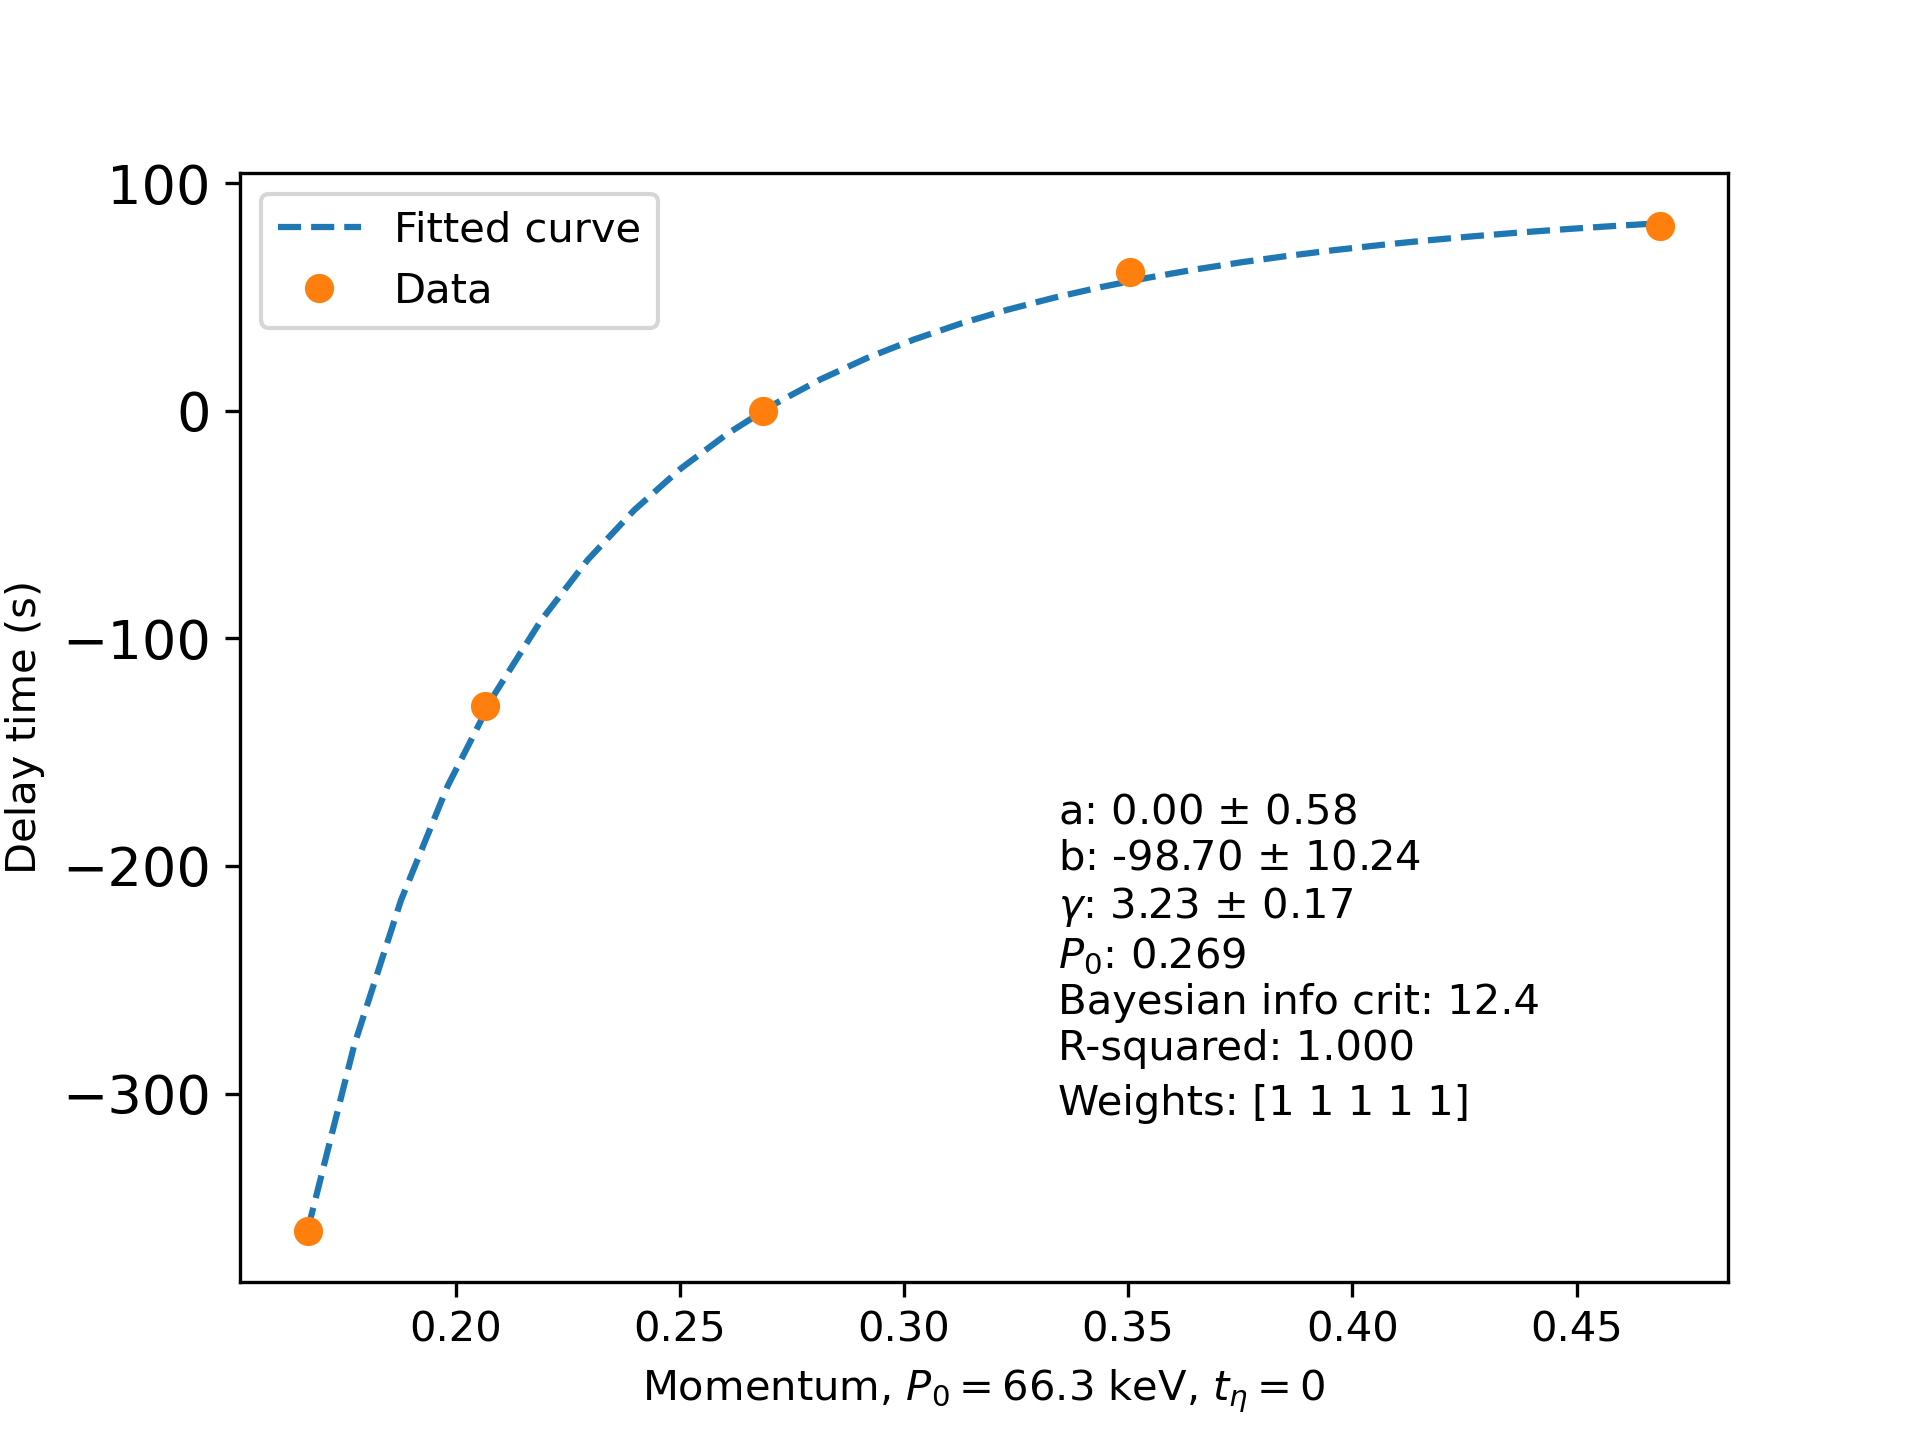 100
0
−100
−200
−300
Delay time (s)
Fitted curve
Data
a: 0.00 ± 0.58
b: -98.70 ± 10.24
γ: 3.23 ± 0.17
P₀: 0.269
Bayesian info crit: 12.4
R-squared: 1.000
Weights: [1 1 1 1 1]
0.20 0.25 0.30 0.35 0.40 0.45
Momentum, P₀ = 66.3 keV, tη = 0